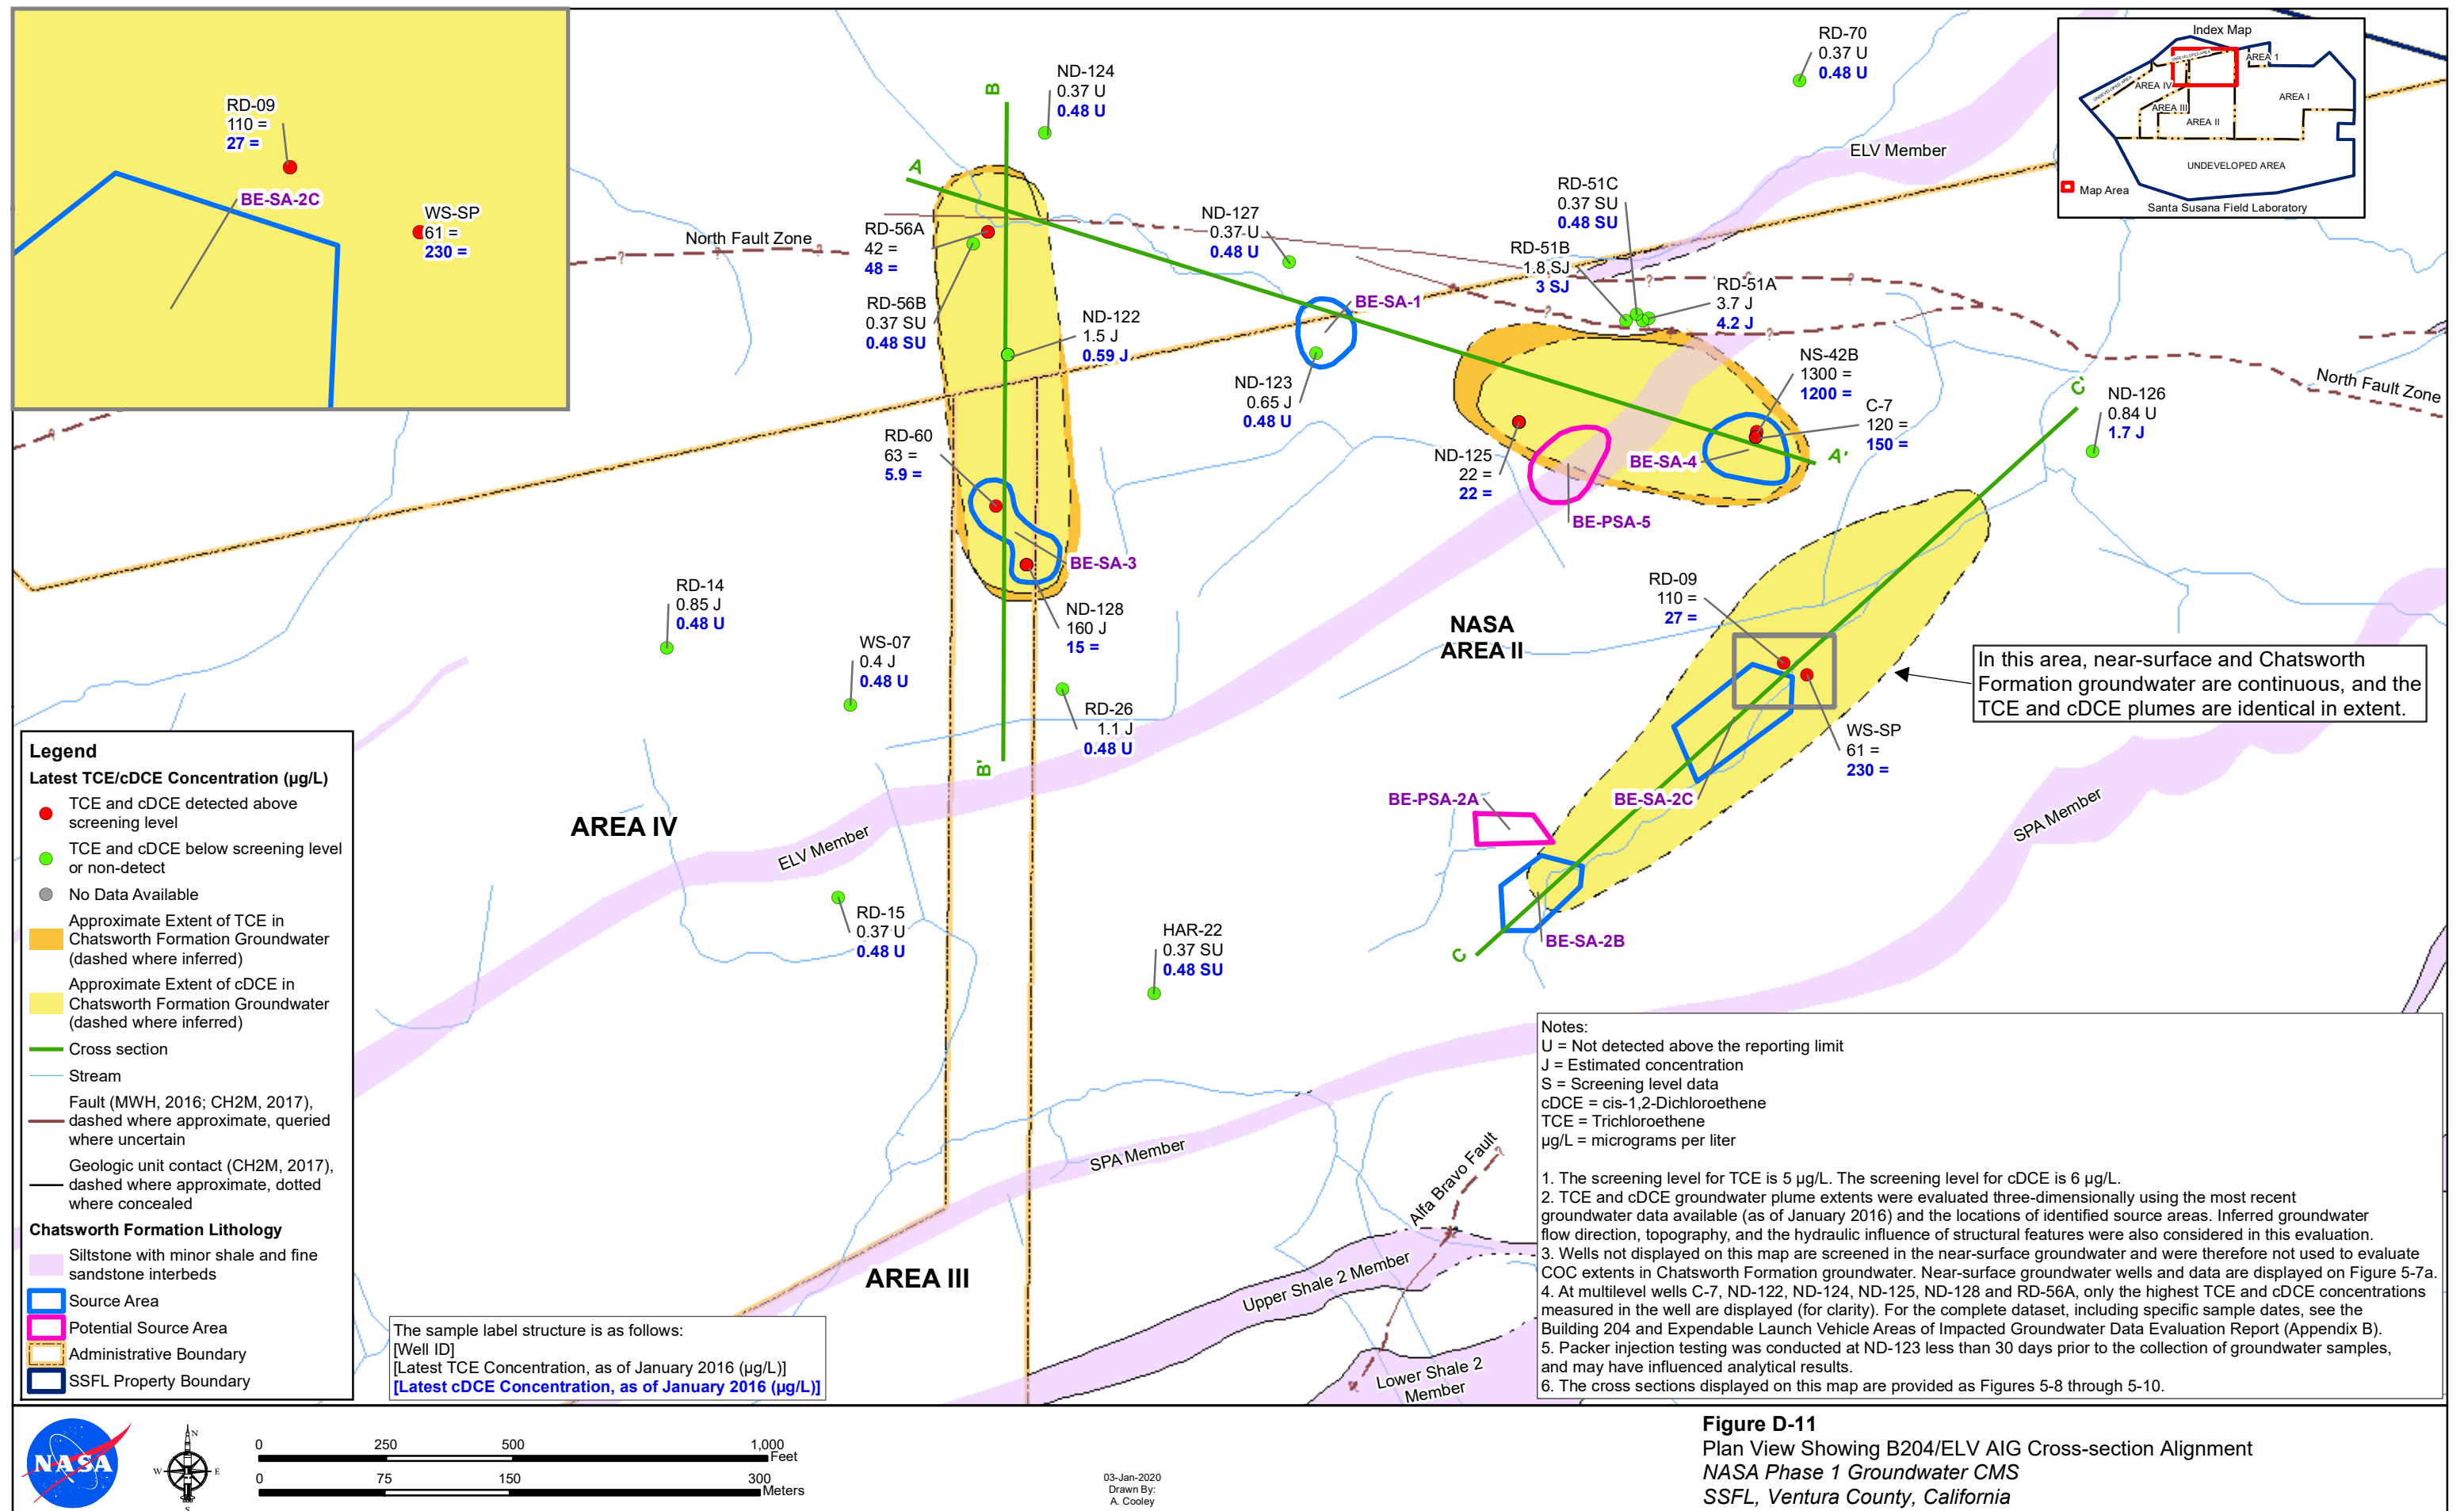 RD-09
110 =
27 =
BE-SA-2C
WS-SP
61 =
230 =
B
ND-124
0.37 U
0.48 U
RD-70
0.37 U
0.48 U
Index Map
UNDEVELOPED AREA
AREA 1
AREA IV
UNDEVELOPED AREA
AREA I
AREA III
AREA II
UNDEVELOPED AREA
Map Area
Santa Susana Field Laboratory
ELV Member
A
RD-51C
0.37 SU
0.48 SU
ND-127
0.37 U
0.48 U
RD-56A
42 =
48 =
North Fault Zone
?
?
RD-51B
1.8 SJ
3 SJ
RD-51A
3.7 J
4.2 J
RD-56B
0.37 SU
0.48 SU
BE-SA-1
ND-122
1.5 J
0.59 J
NS-42B
1300 =
1200 =
ND-123
0.65 J
0.48 U
C'
North Fault Zone
ND-126
0.84 U
1.7 J
C-7
120 =
150 =
RD-60
63 =
5.9 =
ND-125
22 =
22 =
BE-SA-4
A'
BE-PSA-5
BE-SA-3
RD-14
0.85 J
0.48 U
RD-09
110 =
27 =
ND-128
160 J
15 =
NASA
AREA II
WS-07
0.4 J
0.48 U
In this area, near-surface and Chatsworth
Formation groundwater are continuous, and the
TCE and cDCE plumes are identical in extent.
RD-26
1.1 J
0.48 U
B'
WS-SP
61 =
230 =
BE-PSA-2A
BE-SA-2C
AREA IV
ELV Member
SPA Member
RD-15
0.37 U
0.48 U
HAR-22
0.37 SU
0.48 SU
C
BE-SA-2B
SPA Member
Alfa Bravo Fault
?
AREA III
Upper Shale 2 Member
Lower Shale 2
Member
Legend
Latest TCE/cDCE Concentration (µg/L)
TCE and cDCE detected above
screening level
TCE and cDCE below screening level
or non-detect
No Data Available
Approximate Extent of TCE in
Chatsworth Formation Groundwater
(dashed where inferred)
Approximate Extent of cDCE in
Chatsworth Formation Groundwater
(dashed where inferred)
Cross section
Stream
Fault (MWH, 2016; CH2M, 2017),
dashed where approximate, queried
where uncertain
Geologic unit contact (CH2M, 2017),
dashed where approximate, dotted
where concealed
Chatsworth Formation Lithology
Siltstone with minor shale and fine
sandstone interbeds
Source Area
Potential Source Area
Administrative Boundary
SSFL Property Boundary
The sample label structure is as follows:
[Well ID]
[Latest TCE Concentration, as of January 2016 (µg/L)]
[Latest cDCE Concentration, as of January 2016 (µg/L)]
Notes:
U = Not detected above the reporting limit
J = Estimated concentration
S = Screening level data
cDCE = cis-1,2-Dichloroethene
TCE = Trichloroethene
µg/L = micrograms per liter
1. The screening level for TCE is 5 µg/L. The screening level for cDCE is 6 µg/L.
2. TCE and cDCE groundwater plume extents were evaluated three-dimensionally using the most recent
groundwater data available (as of January 2016) and the locations of identified source areas. Inferred groundwater
flow direction, topography, and the hydraulic influence of structural features were also considered in this evaluation.
3. Wells not displayed on this map are screened in the near-surface groundwater and were therefore not used to evaluate
COC extents in Chatsworth Formation groundwater. Near-surface groundwater wells and data are displayed on Figure 5-7a.
4. At multilevel wells C-7, ND-122, ND-124, ND-125, ND-128 and RD-56A, only the highest TCE and cDCE concentrations
measured in the well are displayed (for clarity). For the complete dataset, including specific sample dates, see the
Building 204 and Expendable Launch Vehicle Areas of Impacted Groundwater Data Evaluation Report (Appendix B).
5. Packer injection testing was conducted at ND-123 less than 30 days prior to the collection of groundwater samples,
and may have influenced analytical results.
6. The cross sections displayed on this map are provided as Figures 5-8 through 5-10.
NASA
N
W
E
S
0 250 500 1,000
Feet
0 75 150 300
Meters
03-Jan-2020
Drawn By:
A. Cooley
Figure D-11
Plan View Showing B204/ELV AIG Cross-section Alignment
NASA Phase 1 Groundwater CMS
SSFL, Ventura County, California